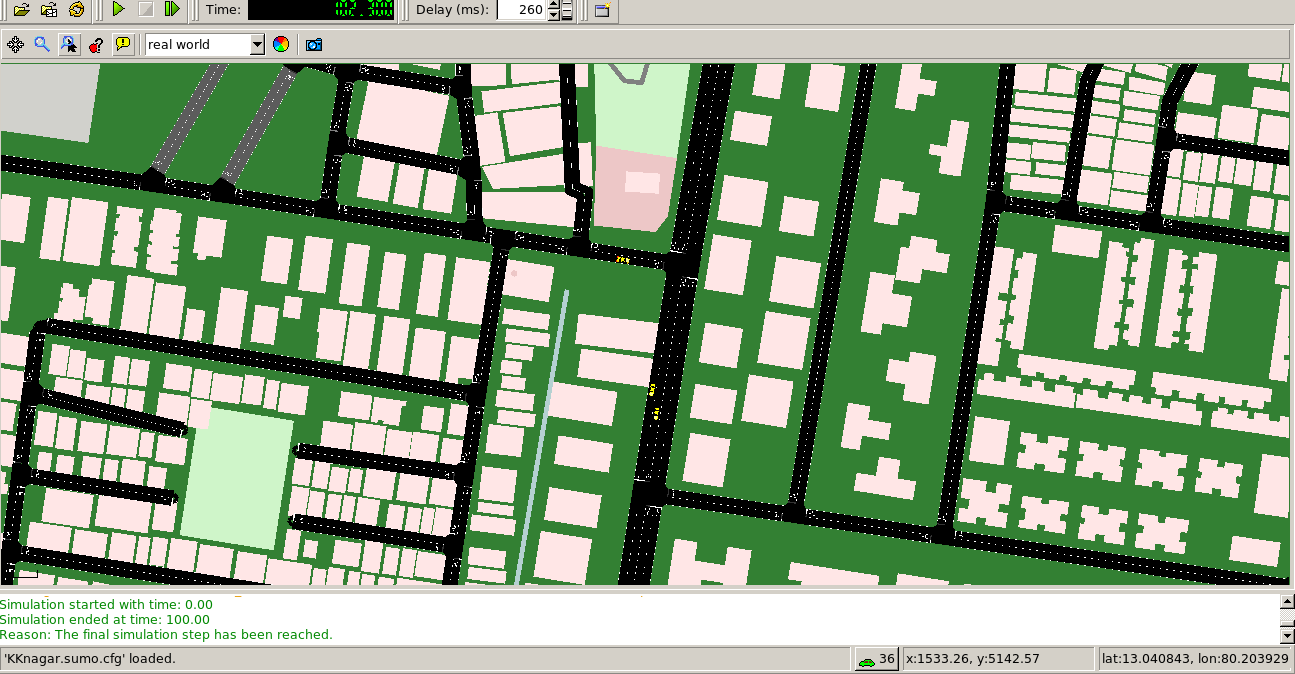 Time:
Delay (ms): 260
real world
Simulation started with time: 0.00
Simulation ended at time: 100.00
Reason: The final simulation step has been reached.
'KKnagar.sumo.cfg' loaded.
36
x:1533.26, y:5142.57
lat:13.040843, lon:80.203929